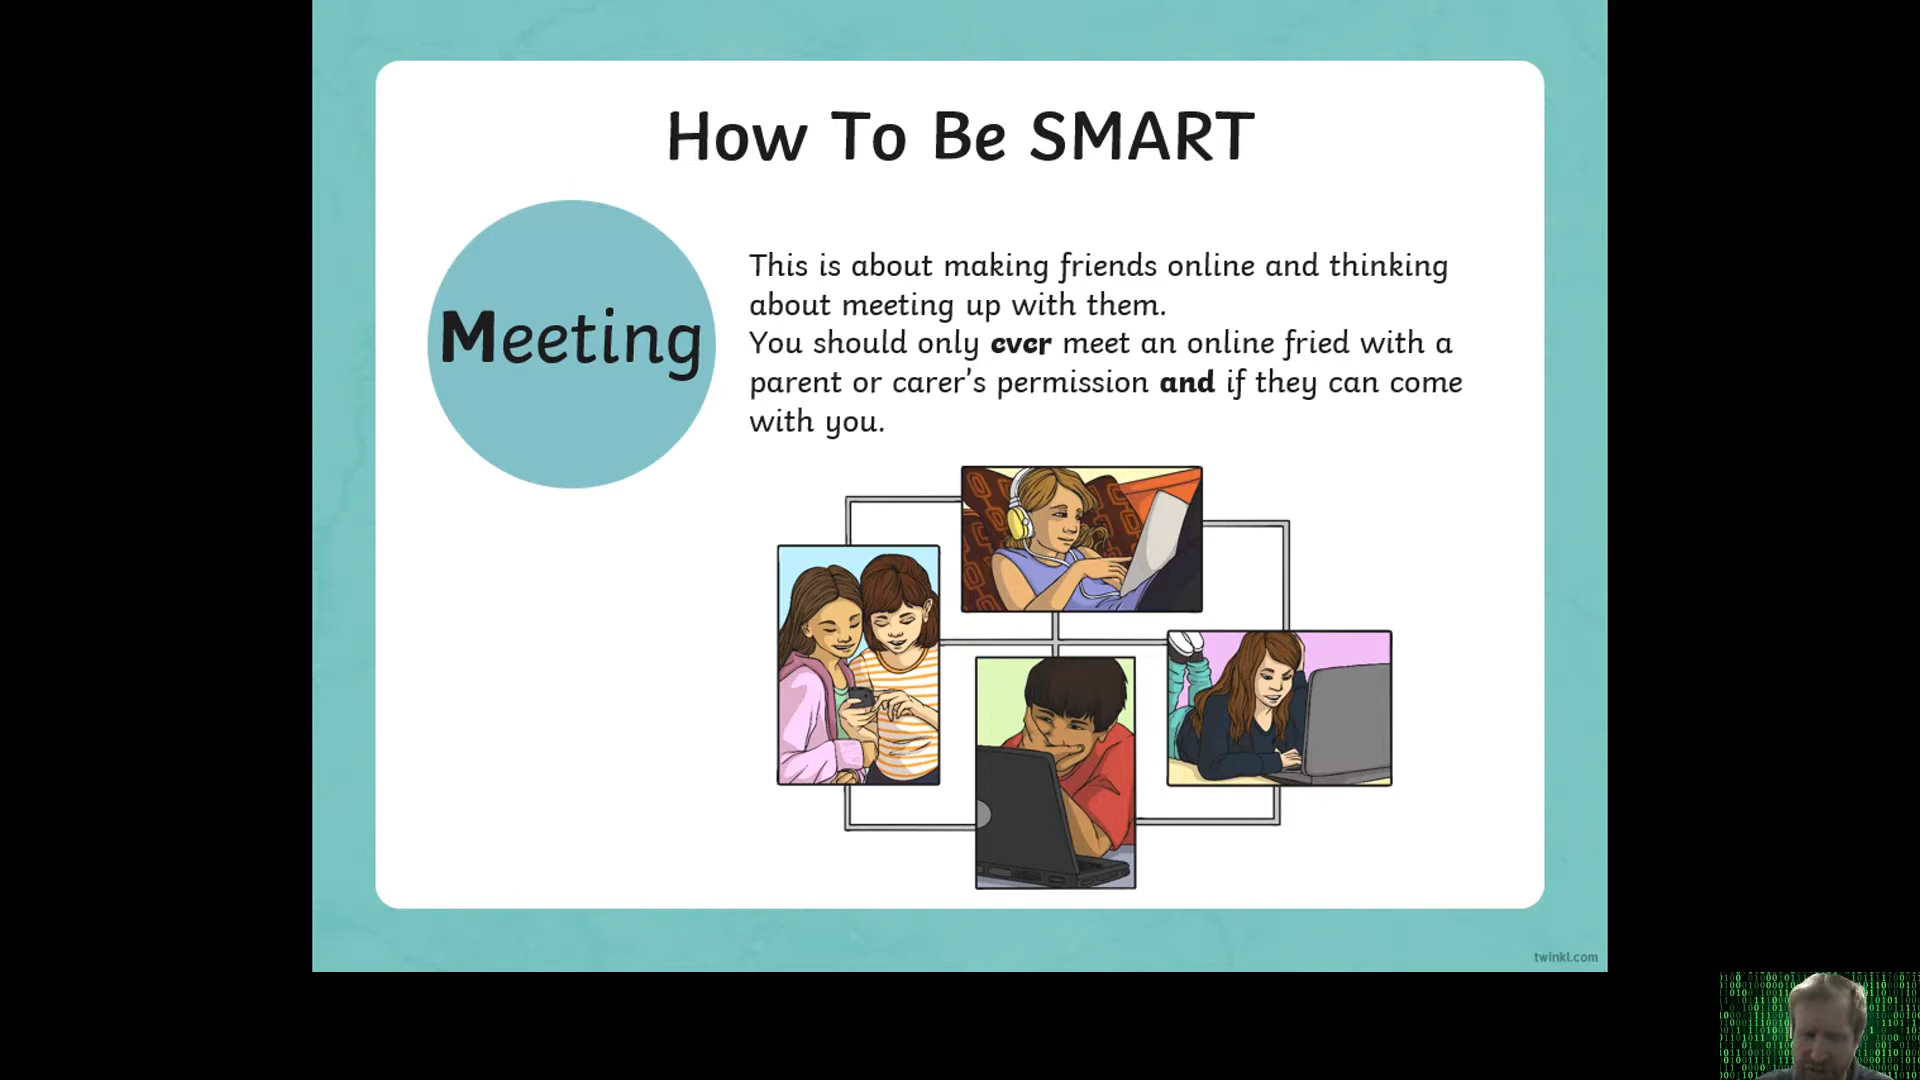 How To Be SMART
Meeting
This is about making friends online and thinking
about meeting up with them.
You should only ever meet an online fried with a
parent or carer's permission and if they can come
with you.
twinkl.com